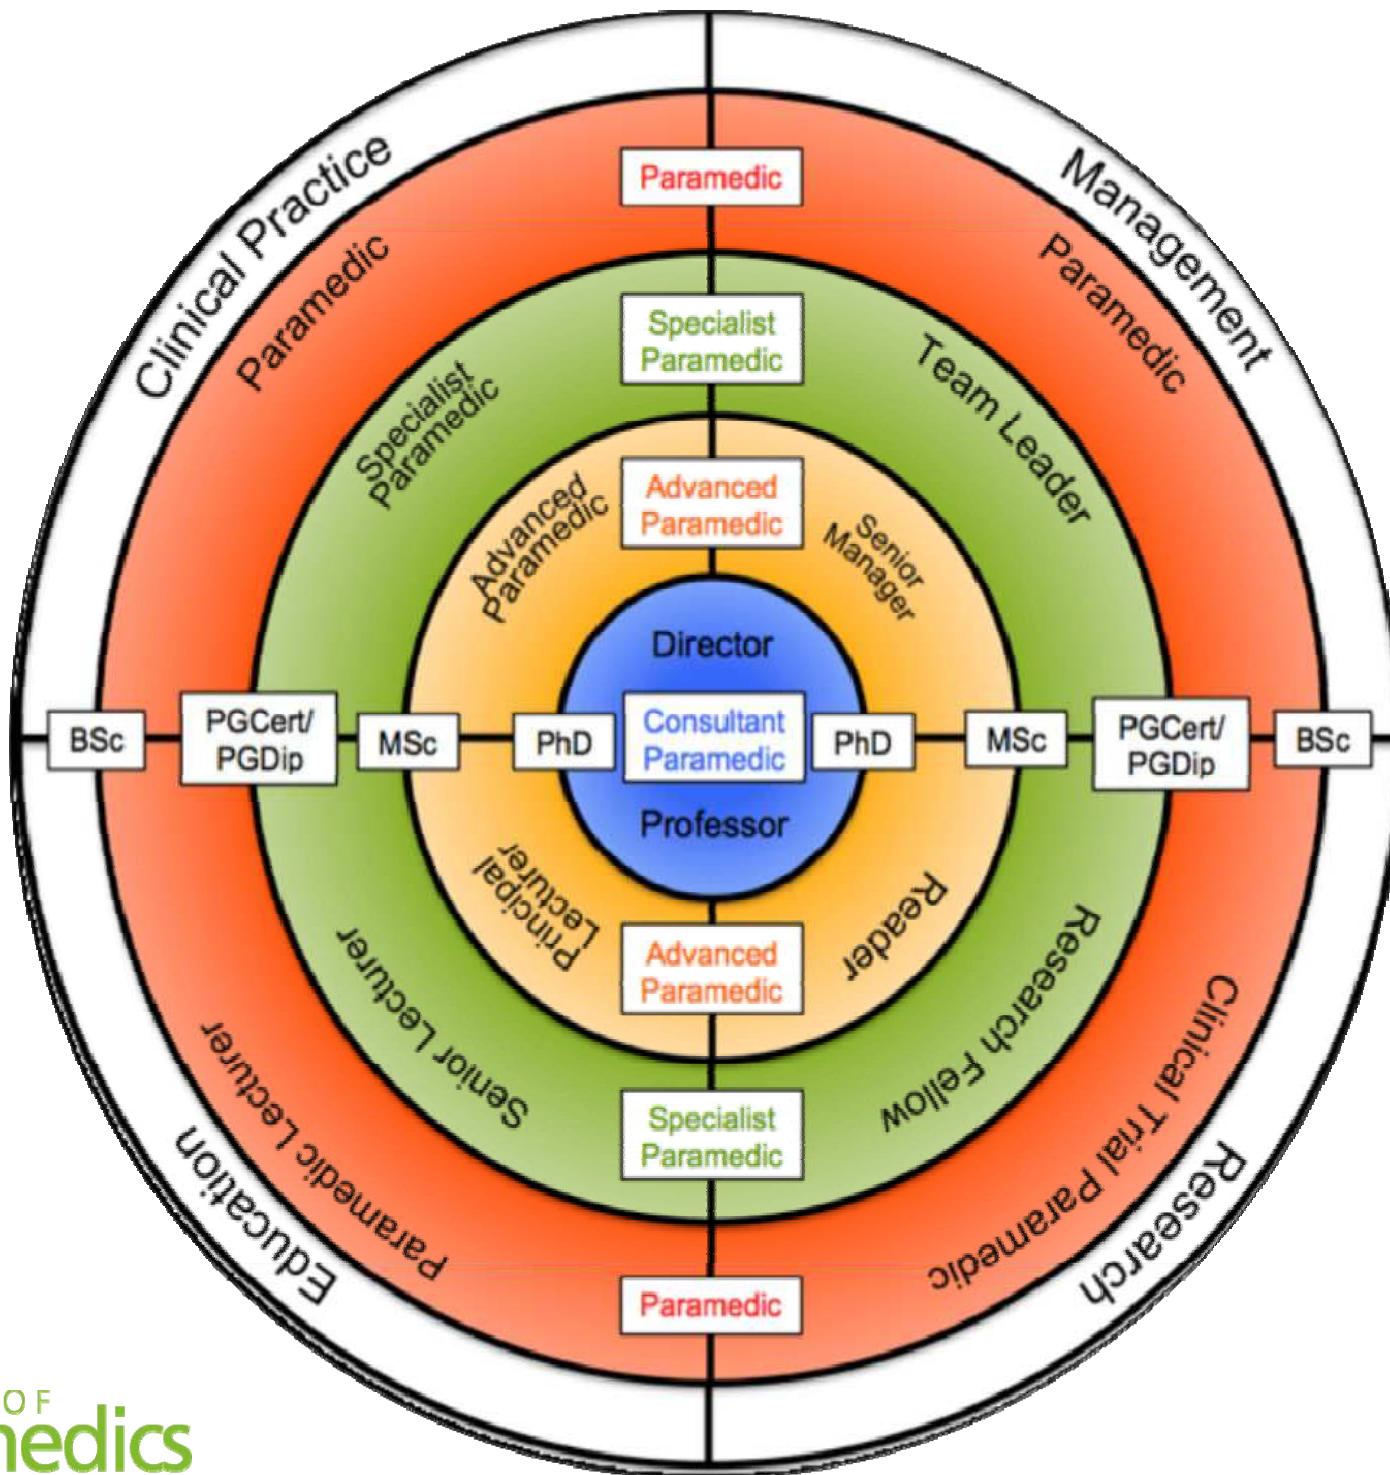 Clinical Practice
Management
Paramedic
Paramedic
Paramedic
Specialist
Paramedic
Specialist
Paramedic
Team Leader
Advanced
Paramedic
Advanced
Paramedic
Senior
Manager
Director
BSc
PGCert/
PGDip
MSc
PhD
Consultant
Paramedic
PhD
MSc
PGCert/
PGDip
BSc
Professor
Principal
Lecturer
Advanced
Paramedic
Reader
Senior Lecturer
Specialist
Paramedic
Research Fellow
Paramedic Lecturer
Paramedic
Clinical Trial Paramedic
Education
Research
OF
edics